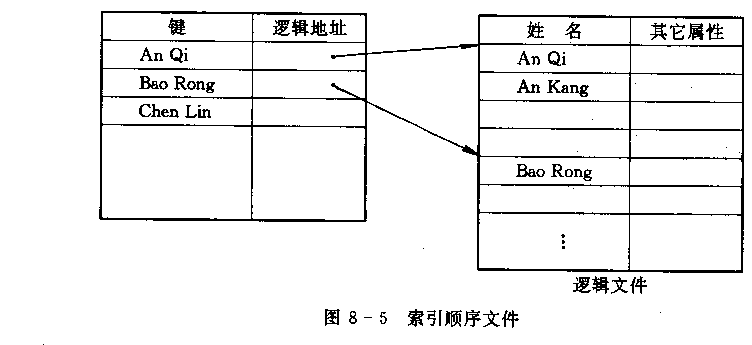 键 逻辑地址
An Qi
Bao Rong
Chen Lin
姓 名 其它属性
An Qi
An Kang
Bao Rong
⋮
逻辑文件
图 8-5 索引顺序文件